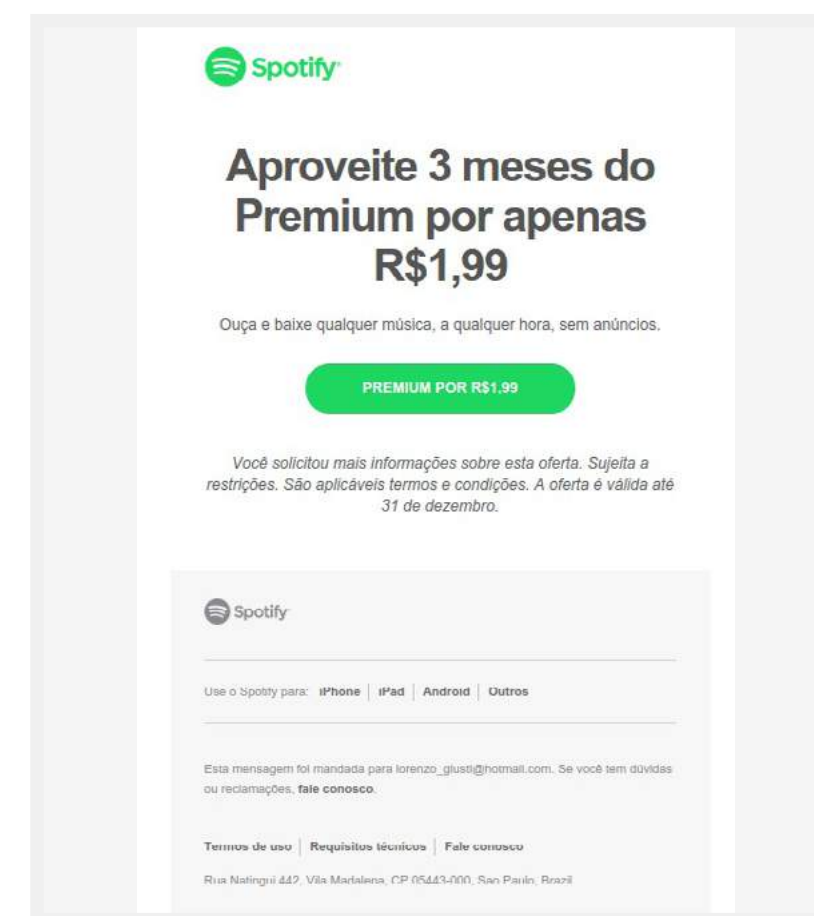 Spotify
Aproveite 3 meses do
Premium por apenas
R$1,99
Ouça e baixe qualquer música, a qualquer hora, sem anúncios.
PREMIUM POR R$1,99
Você solicitou mais informações sobre esta oferta. Sujeita a
restrições. São aplicáveis termos e condições. A oferta é válida até
31 de dezembro.
Spotify
Use o Spotify para: iPhone | iPad | Android | Outros
Esta mensagem foi mandada para lorenzo_giusti@hotmail.com. Se você tem dúvidas
ou reclamações, fale conosco.
Termos de uso | Requisitos técnicos | Fale conosco
Rua Natingui 442, Vila Madalena, CP 05443-000, Sao Paulo, Brazil